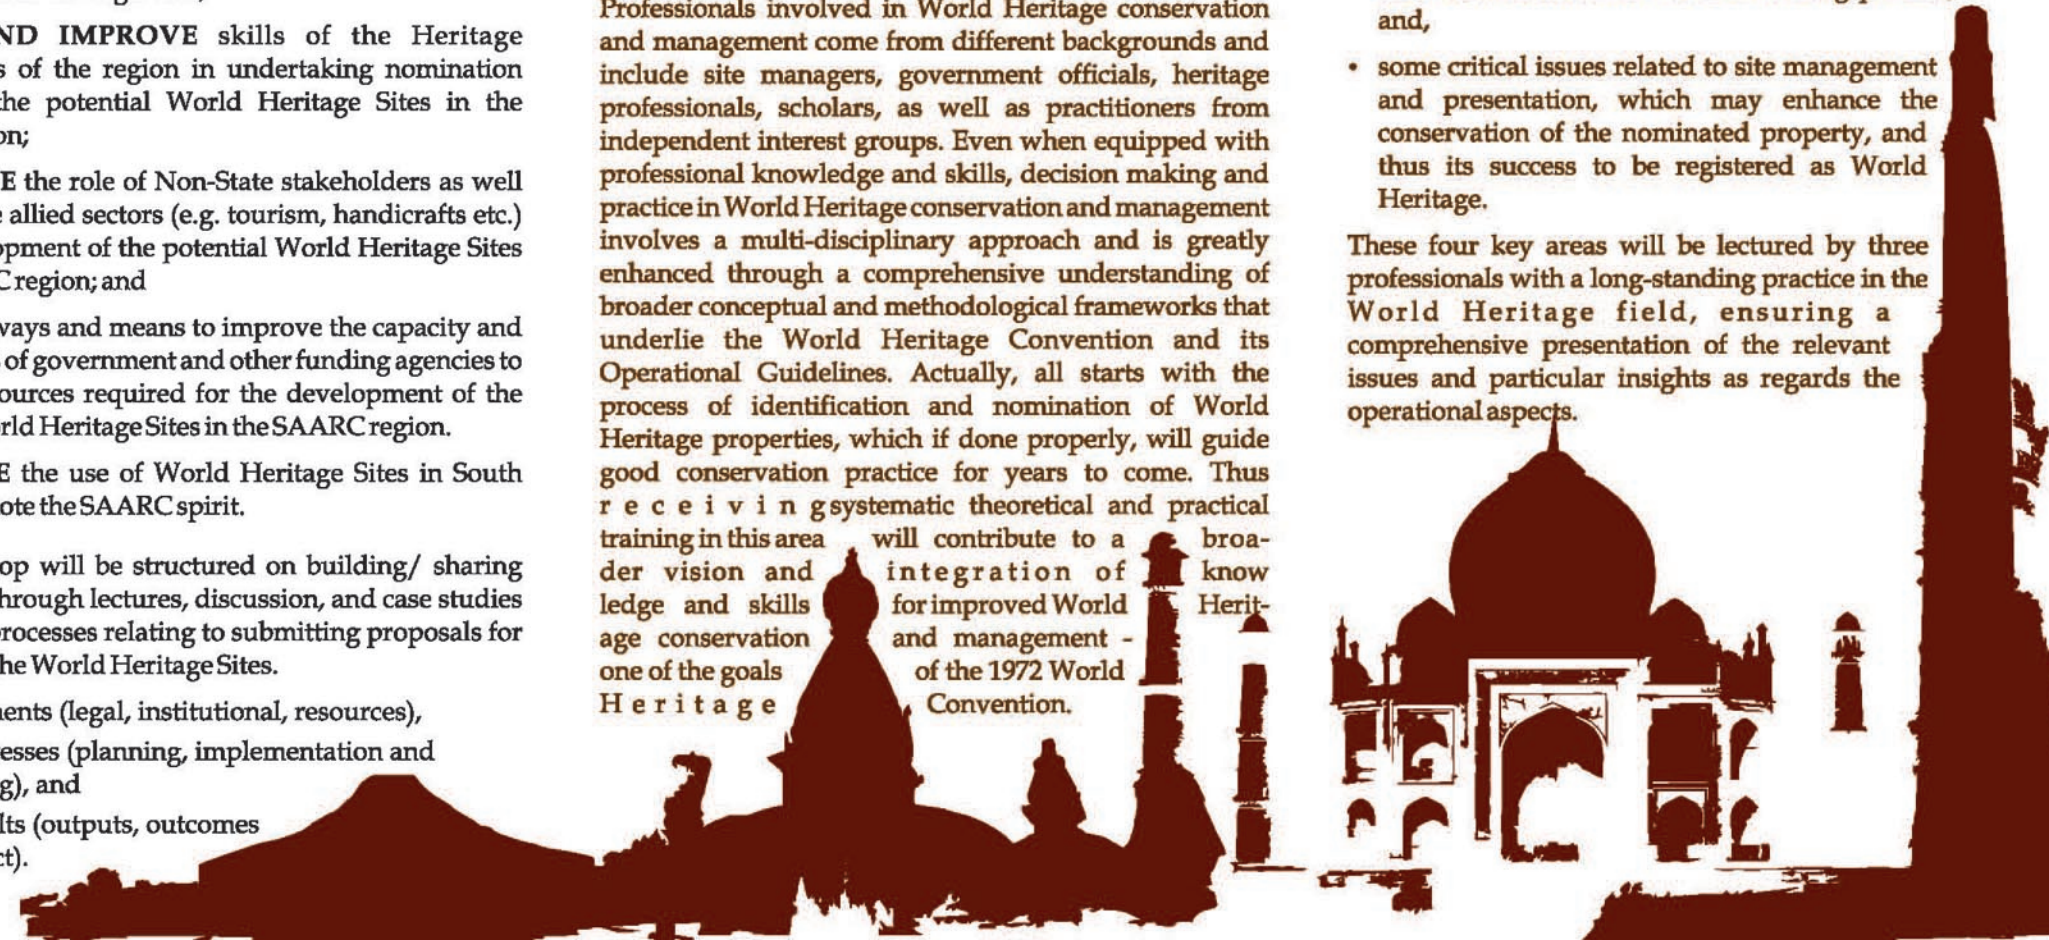 ND IMPROVE skills of the Heritage
s of the region in undertaking nomination
the potential World Heritage Sites in the
on;
E the role of Non-State stakeholders as well
e allied sectors (e.g. tourism, handicrafts etc.)
opment of the potential World Heritage Sites
C region; and
ways and means to improve the capacity and
of government and other funding agencies to
ources required for the development of the
rld Heritage Sites in the SAARC region.
E the use of World Heritage Sites in South
ote the SAARC spirit.
op will be structured on building/ sharing
hrough lectures, discussion, and case studies
rocesses relating to submitting proposals for
he World Heritage Sites.
ents (legal, institutional, resources),
esses (planning, implementation and
g), and
lts (outputs, outcomes
ct).
Professionals involved in World Heritage conservation
and management come from different backgrounds and
include site managers, government officials, heritage
professionals, scholars, as well as practitioners from
independent interest groups. Even when equipped with
professional knowledge and skills, decision making and
practice in World Heritage conservation and management
involves a multi-disciplinary approach and is greatly
enhanced through a comprehensive understanding of
broader conceptual and methodological frameworks that
underlie the World Heritage Convention and its
Operational Guidelines. Actually, all starts with the
process of identification and nomination of World
Heritage properties, which if done properly, will guide
good conservation practice for years to come. Thus
receiving systematic theoretical and practical
training in this area will contribute to a broa-
der vision and integration of know
ledge and skills for improved World Herit-
age conservation and management -
one of the goals of the 1972 World
Heritage Convention.
and,
• some critical issues related to site management
and presentation, which may enhance the
conservation of the nominated property, and
thus its success to be registered as World
Heritage.
These four key areas will be lectured by three
professionals with a long-standing practice in the
World Heritage field, ensuring a
comprehensive presentation of the relevant
issues and particular insights as regards the
operational aspects.